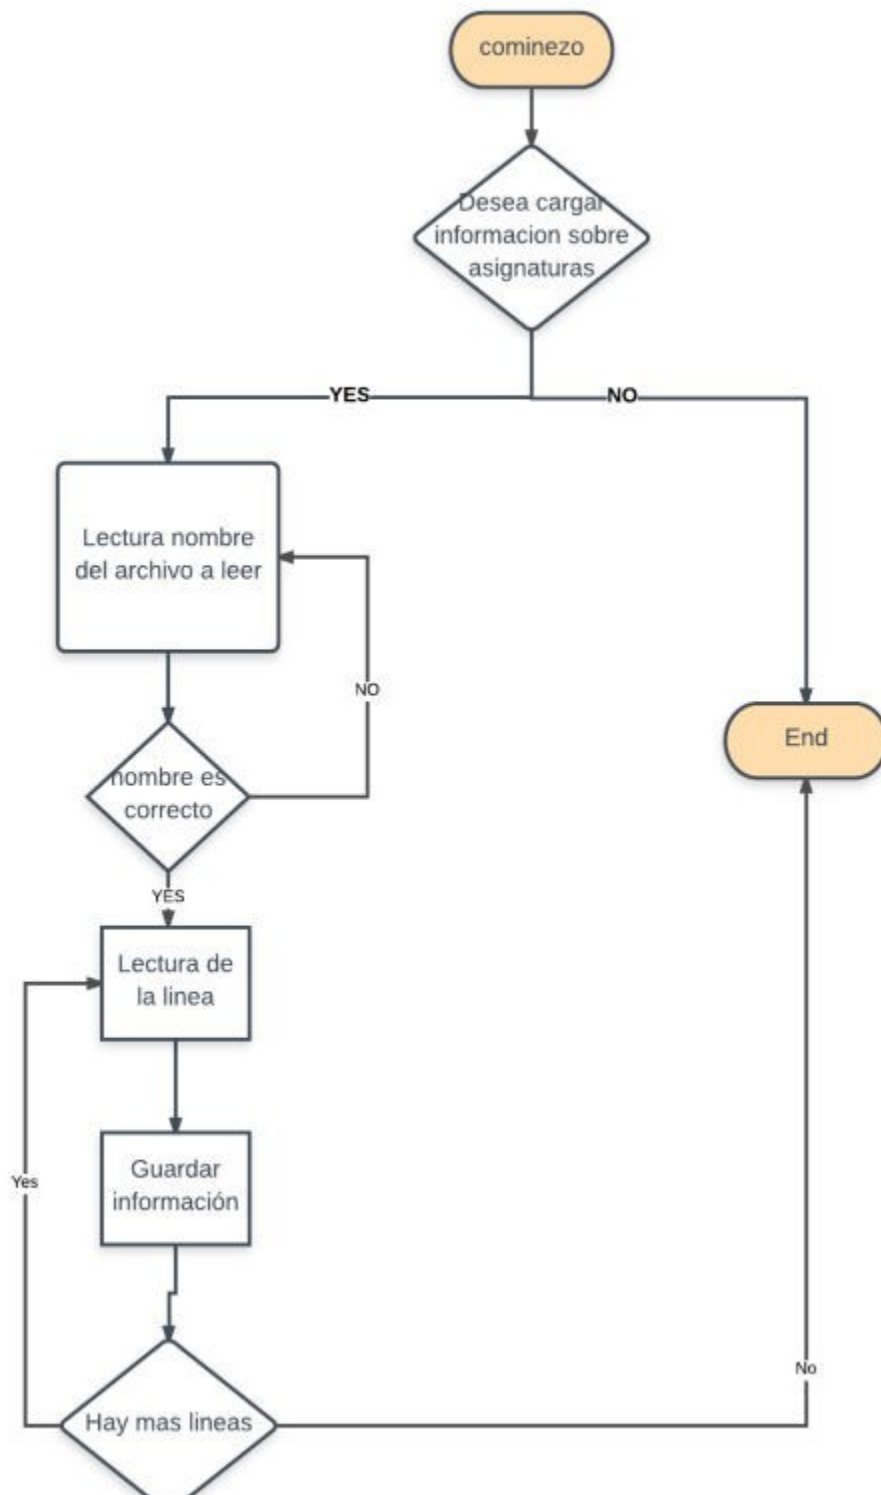 cominezo
Desea cargar
informacion sobre
asignaturas
YES
NO
Lectura nombre
del archivo a leer
NO
End
nombre es
correcto
YES
Lectura de
la linea
Yes
Guardar
información
No
Hay mas lineas